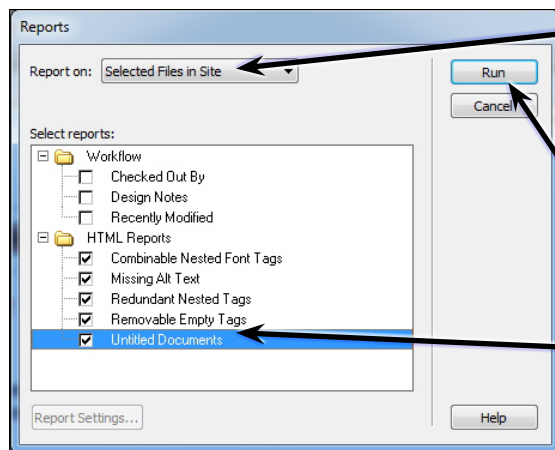 Reports
Report on: Selected Files in Site
Run
Cancel
Select reports:
Workflow
Checked Out By
Design Notes
Recently Modified
HTML Reports
Combinable Nested Font Tags
Missing Alt Text
Redundant Nested Tags
Removable Empty Tags
Untitled Documents
Report Settings...
Help